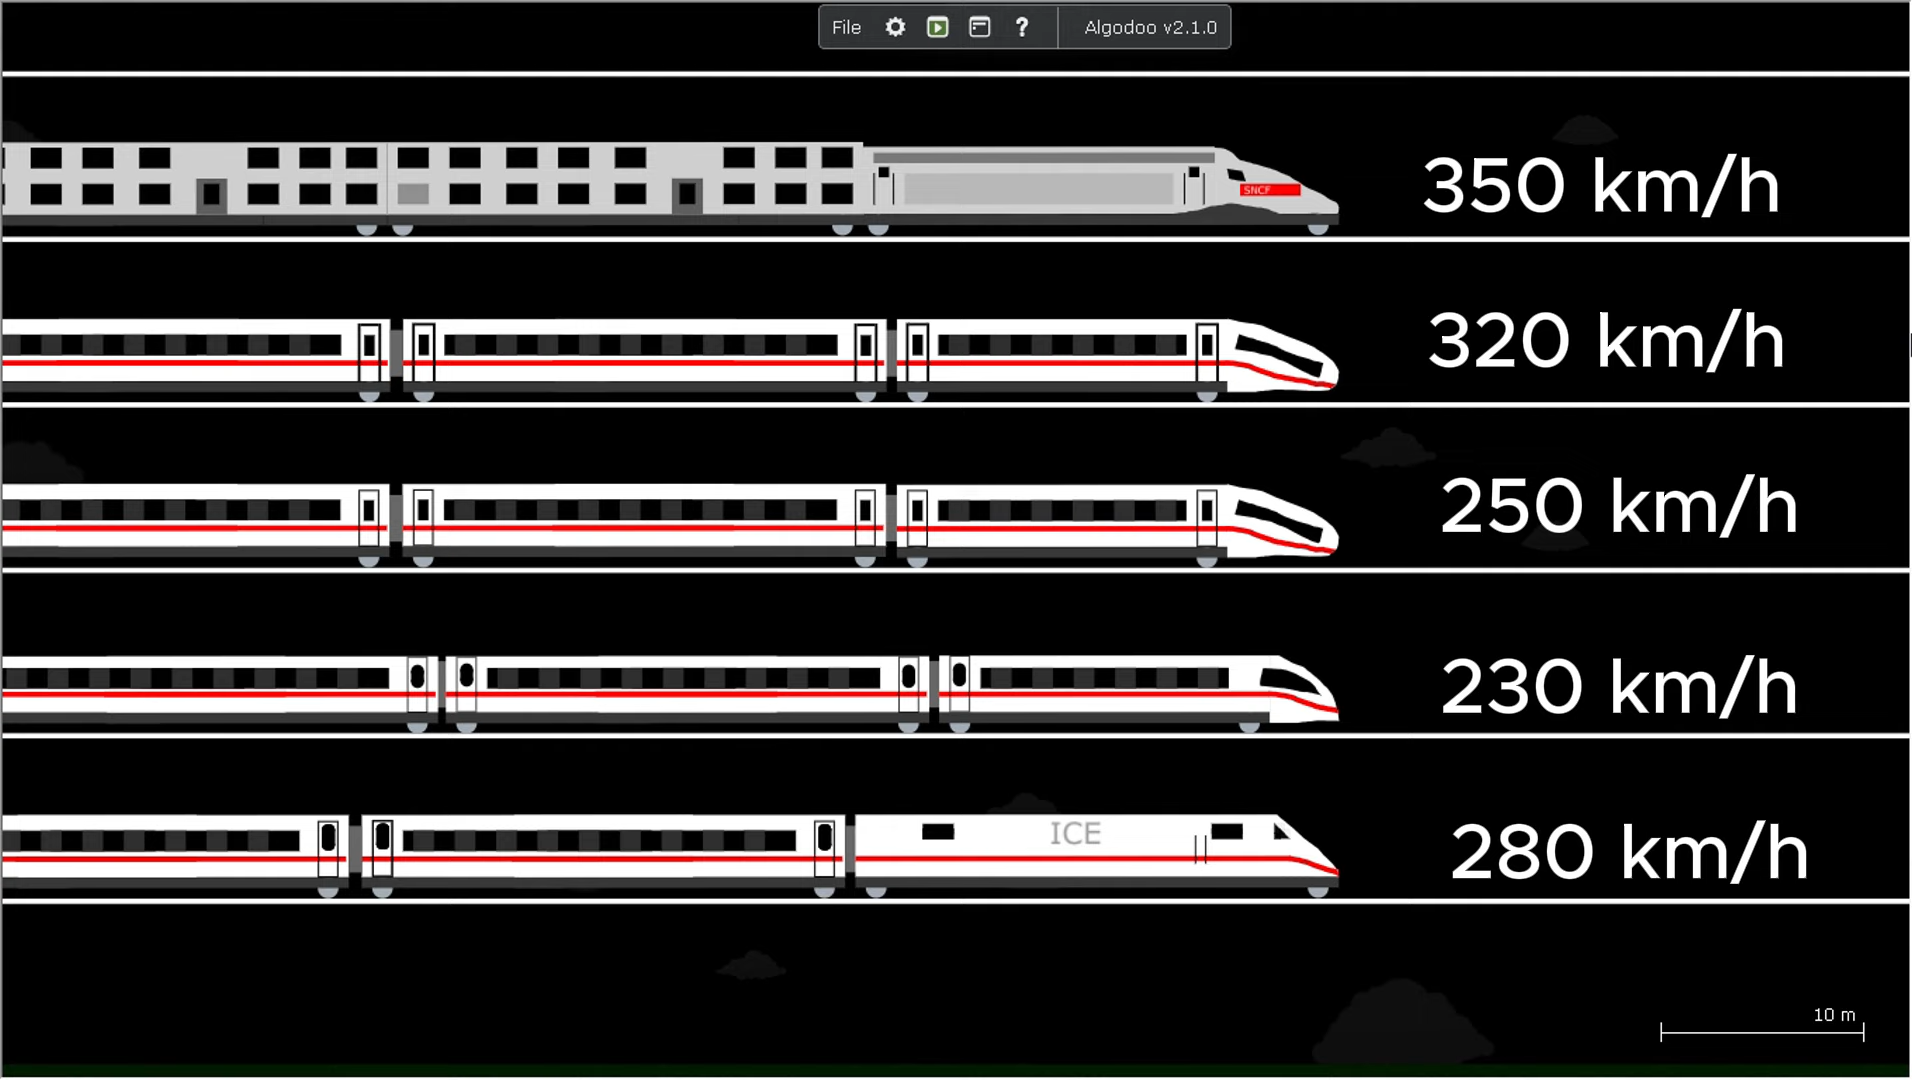 File ? Algodoo v2.1.0
SNCF 350 km/h
320 km/h
250 km/h
230 km/h
ICE 280 km/h
10 m